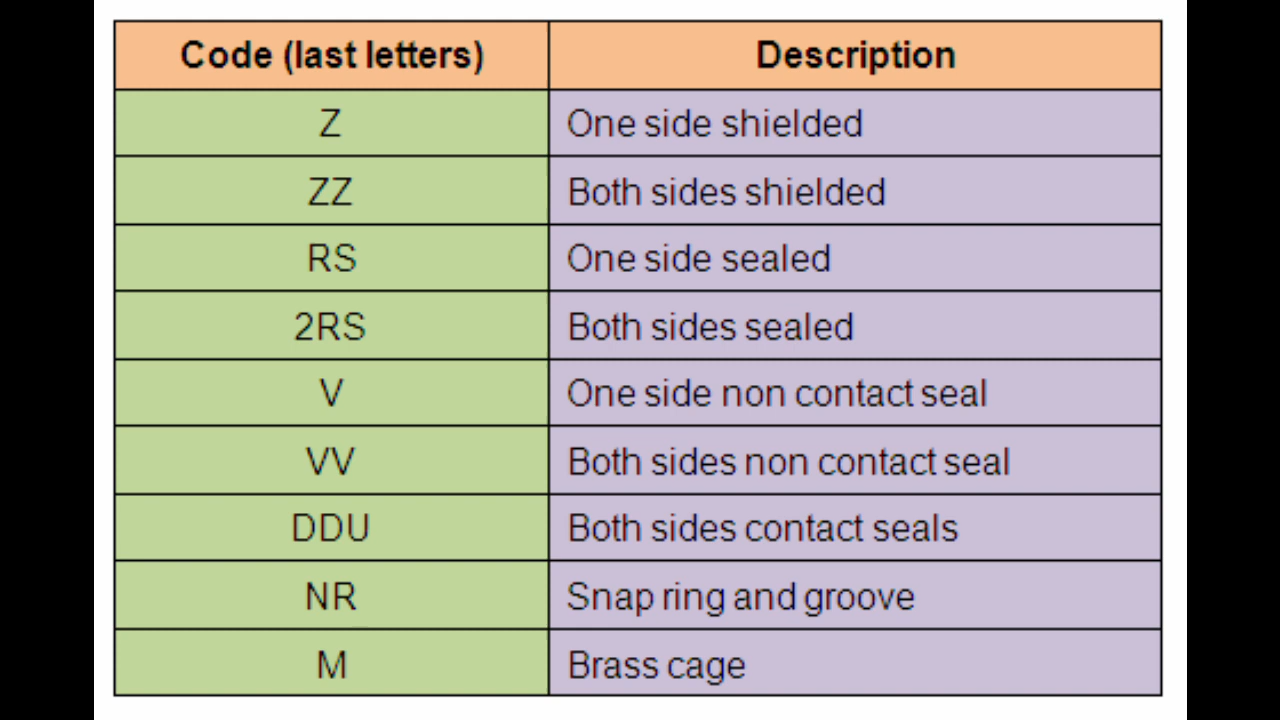 Code (last letters) Description
Z One side shielded
ZZ Both sides shielded
RS One side sealed
2RS Both sides sealed
V One side non contact seal
VV Both sides non contact seal
DDU Both sides contact seals
NR Snap ring and groove
M Brass cage